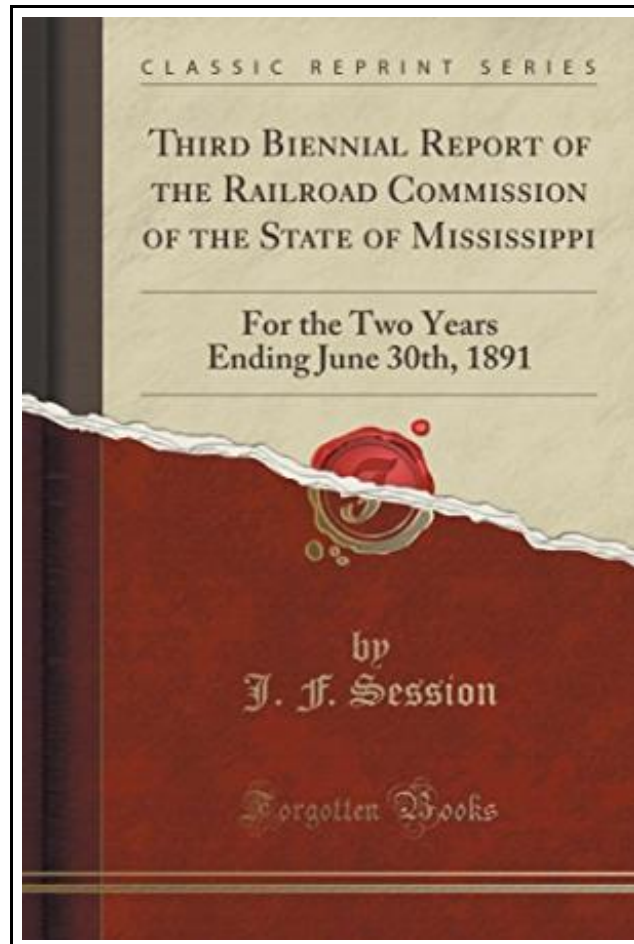 CLASSIC REPRINT SERIES
THIRD BIENNIAL REPORT OF
THE RAILROAD COMMISSION
OF THE STATE OF MISSISSIPPI
For the Two Years
Ending June 30th, 1891
by
J. F. Session
Forgotten Books